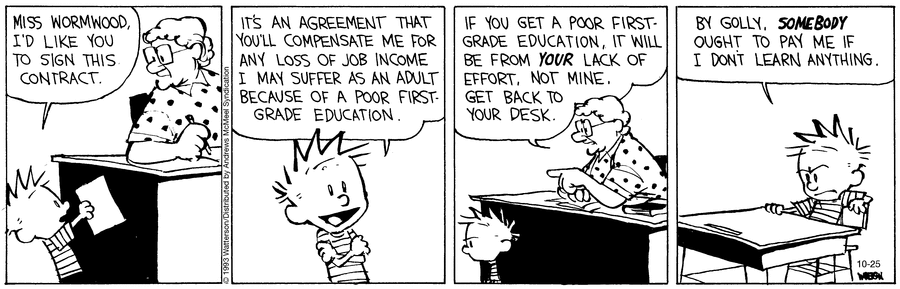 MISS WORMWOOD,
I'D LIKE YOU
TO SIGN THIS
CONTRACT.
© 1993 Watterson/Distributed by Andrews McMeel Syndication
IT'S AN AGREEMENT THAT
YOU'LL COMPENSATE ME FOR
ANY LOSS OF JOB INCOME
I MAY SUFFER AS AN ADULT
BECAUSE OF A POOR FIRST-
GRADE EDUCATION.
IF YOU GET A POOR FIRST-
GRADE EDUCATION, IT WILL
BE FROM YOUR LACK OF
EFFORT, NOT MINE.
GET BACK TO
YOUR DESK.
BY GOLLY, SOMEBODY
OUGHT TO PAY ME IF
I DON'T LEARN ANYTHING.
10-25
WATTERSON